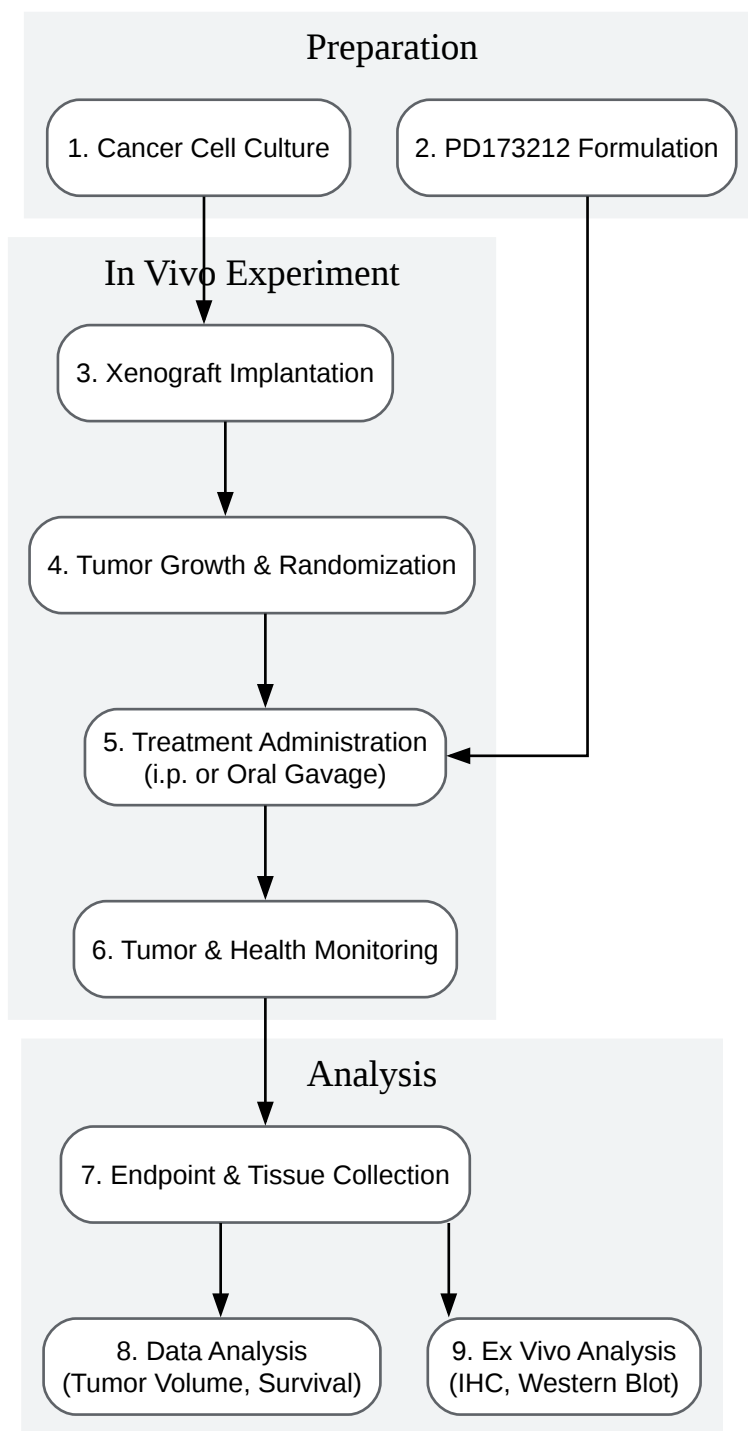 Preparation
1. Cancer Cell Culture
2. PD173212 Formulation
In Vivo Experiment
3. Xenograft Implantation
4. Tumor Growth & Randomization
5. Treatment Administration
(i.p. or Oral Gavage)
6. Tumor & Health Monitoring
Analysis
7. Endpoint & Tissue Collection
8. Data Analysis
(Tumor Volume, Survival)
9. Ex Vivo Analysis
(IHC, Western Blot)